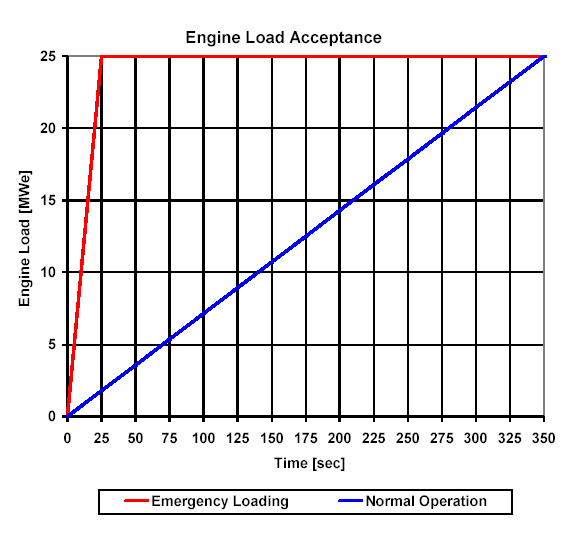 Engine Load Acceptance
25
20
15
10
5
0
Engine Load [MWe]
0 25 50 75 100 125 150 175 200 225 250 275 300 325 350
Time [sec]
Emergency Loading Normal Operation